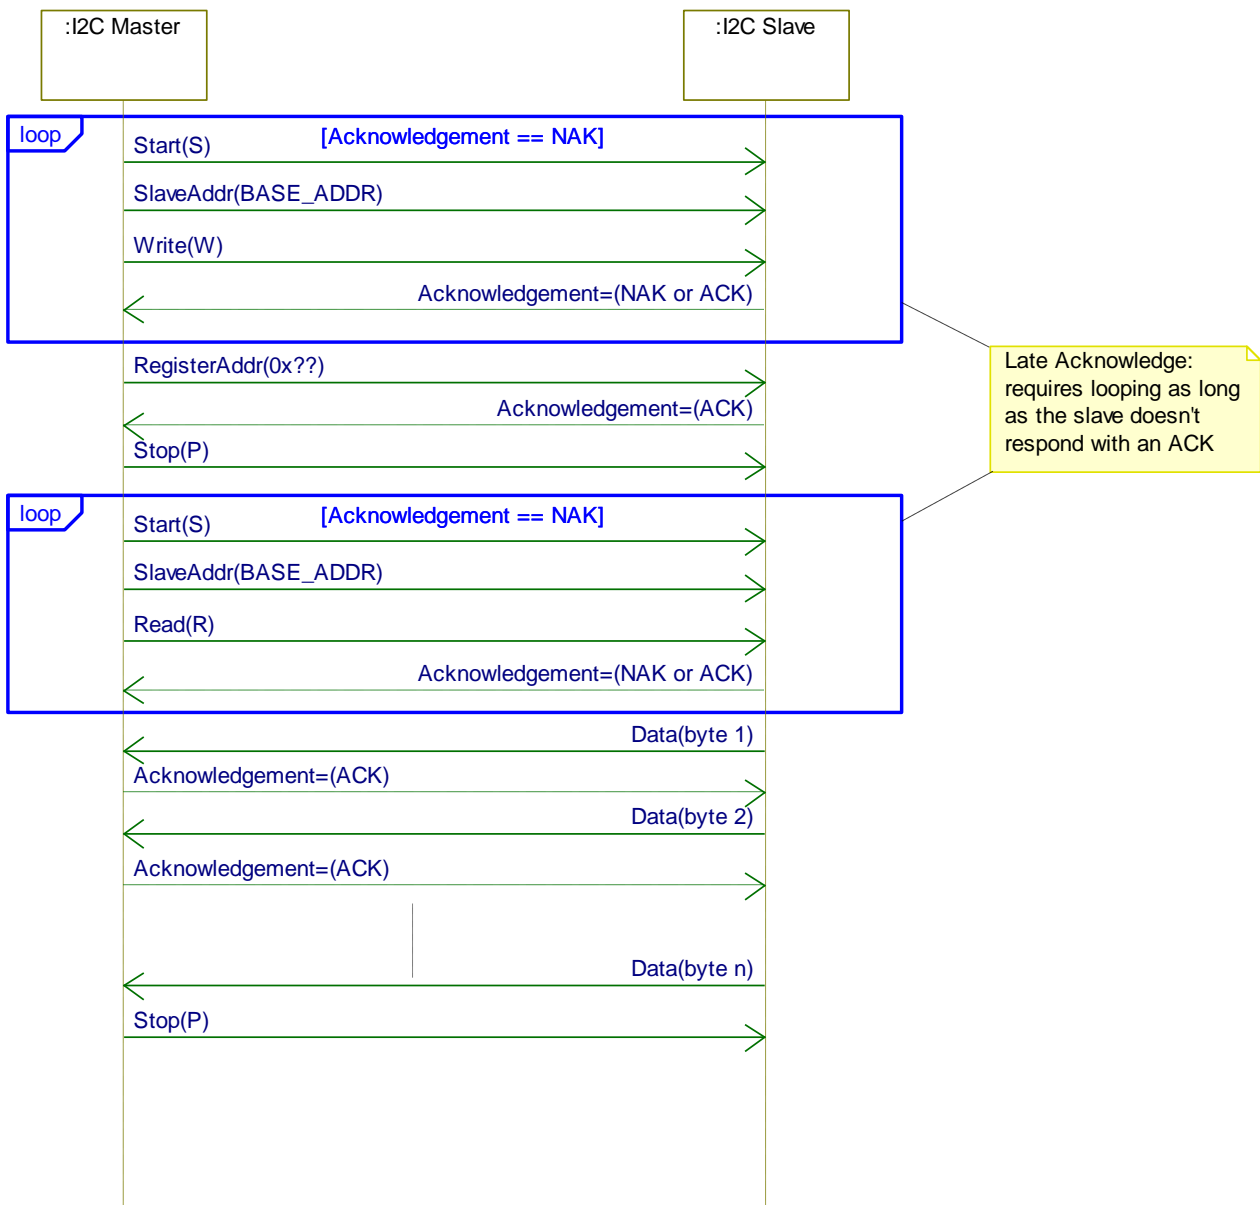 :I2C Master
:I2C Slave
loop
[Acknowledgement == NAK]
Start(S)
SlaveAddr(BASE_ADDR)
Write(W)
Acknowledgement=(NAK or ACK)
RegisterAddr(0x??)
Acknowledgement=(ACK)
Stop(P)
Late Acknowledge:
requires looping as long
as the slave doesn't
respond with an ACK
loop
[Acknowledgement == NAK]
Start(S)
SlaveAddr(BASE_ADDR)
Read(R)
Acknowledgement=(NAK or ACK)
Data(byte 1)
Acknowledgement=(ACK)
Data(byte 2)
Acknowledgement=(ACK)
Data(byte n)
Stop(P)